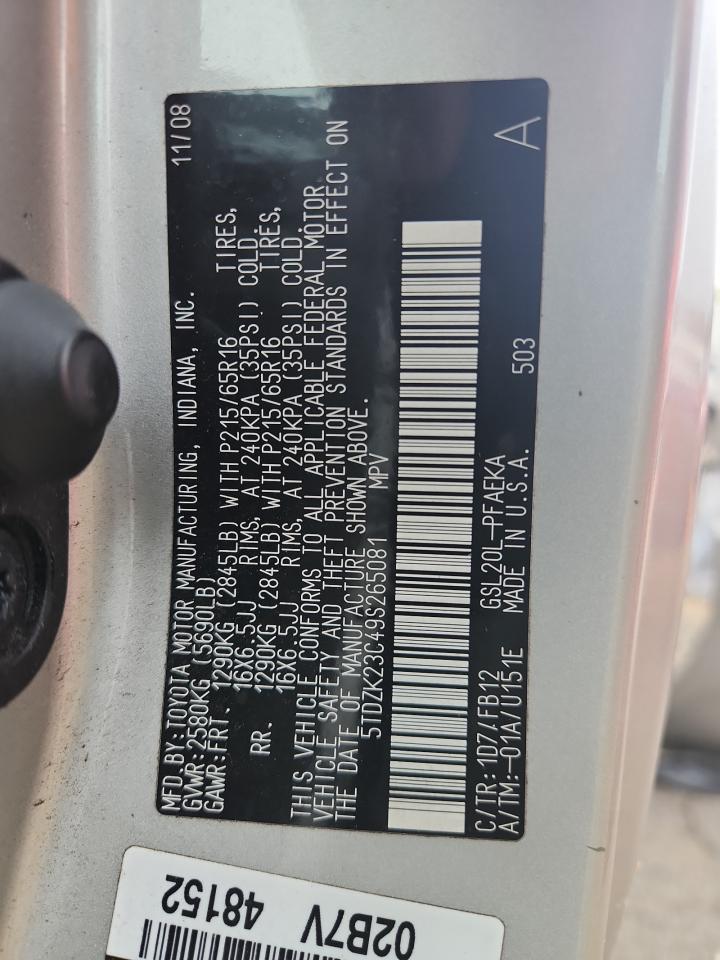 MFD. BY: TOYOTA MOTOR MANUFACTURING, INDIANA, INC. 11/08
GVWR: 2580KG (5690LB)
GAWR: FRT. 1290KG (2845LB) WITH P215/65R16 TIRES,
16X6.5JJ RIMS, AT 240KPA (35PSI) COLD.
RR. 1290KG (2845LB) WITH P215/65R16 TIRES,
16X6.5JJ RIMS, AT 240KPA (35PSI) COLD.
THIS VEHICLE CONFORMS TO ALL APPLICABLE FEDERAL MOTOR
VEHICLE SAFETY AND THEFT PREVENTION STANDARDS IN EFFECT ON
THE DATE OF MANUFACTURE SHOWN ABOVE.
5TDZK23C49S265081 MPV
C/TR: 1D7/FB12 GSL20L-PFAEKA 503 A
A/TM:-01A/U151E MADE IN U.S.A.
02B7V
48152